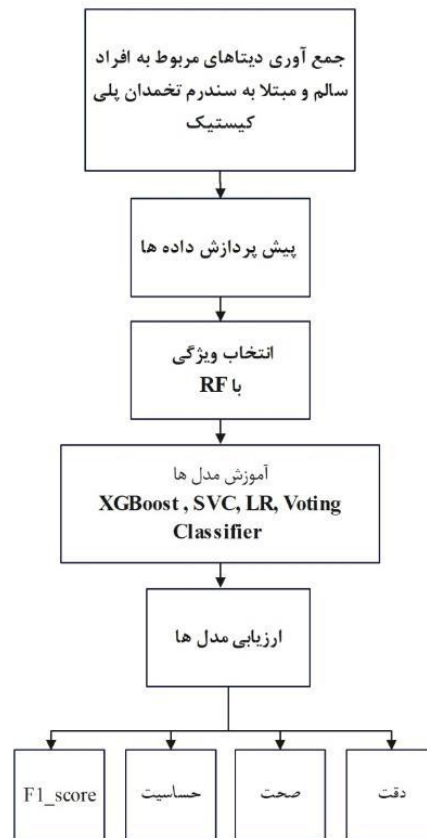 جمع آوری دیتاهای مربوط به افراد
سالم و مبتلا به سندرم تخمدان پلی
کیستیک
پیش پردازش داده ها
انتخاب ویژگی
با RF
آموزش مدل ها
XGBoost , SVC, LR, Voting
Classifier
ارزیابی مدل ها
دقت
صحت
حساسیت
F1_score